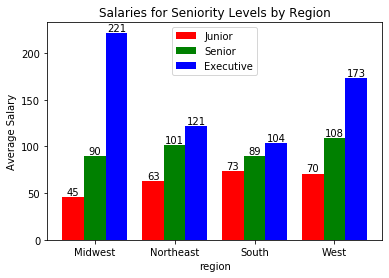 Salaries for Seniority Levels by Region
Junior
Senior
Executive
Average Salary
200
150
100
50
0
45
90
221
63
101
121
73
89
104
70
108
173
Midwest
Northeast
South
West
region